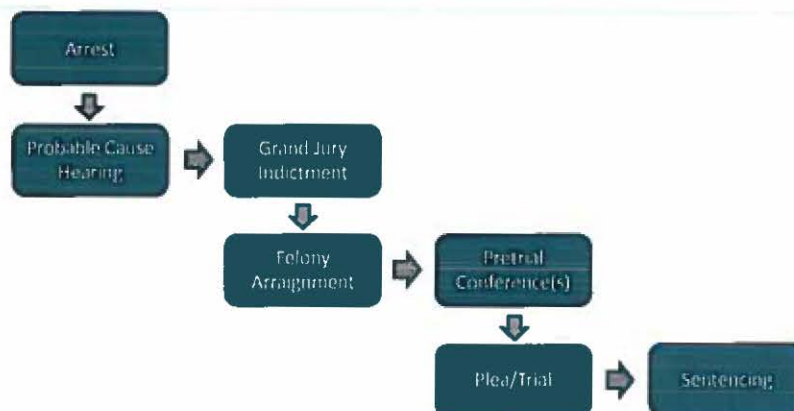 Arrest
Probable Cause
Hearing
Grand Jury
Indictment
Felony
Arraignment
Pretrial
Conference(s)
Plea/Trial
Sentencing